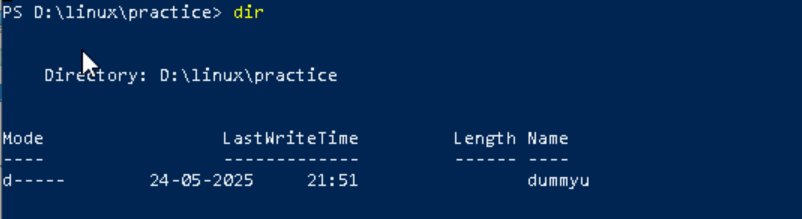 PS D:\linux\practice> dir
Directory: D:\linux\practice
Mode LastWriteTime Length Name
---- ------------- ------ ----
d----- 24-05-2025 21:51 dummyu